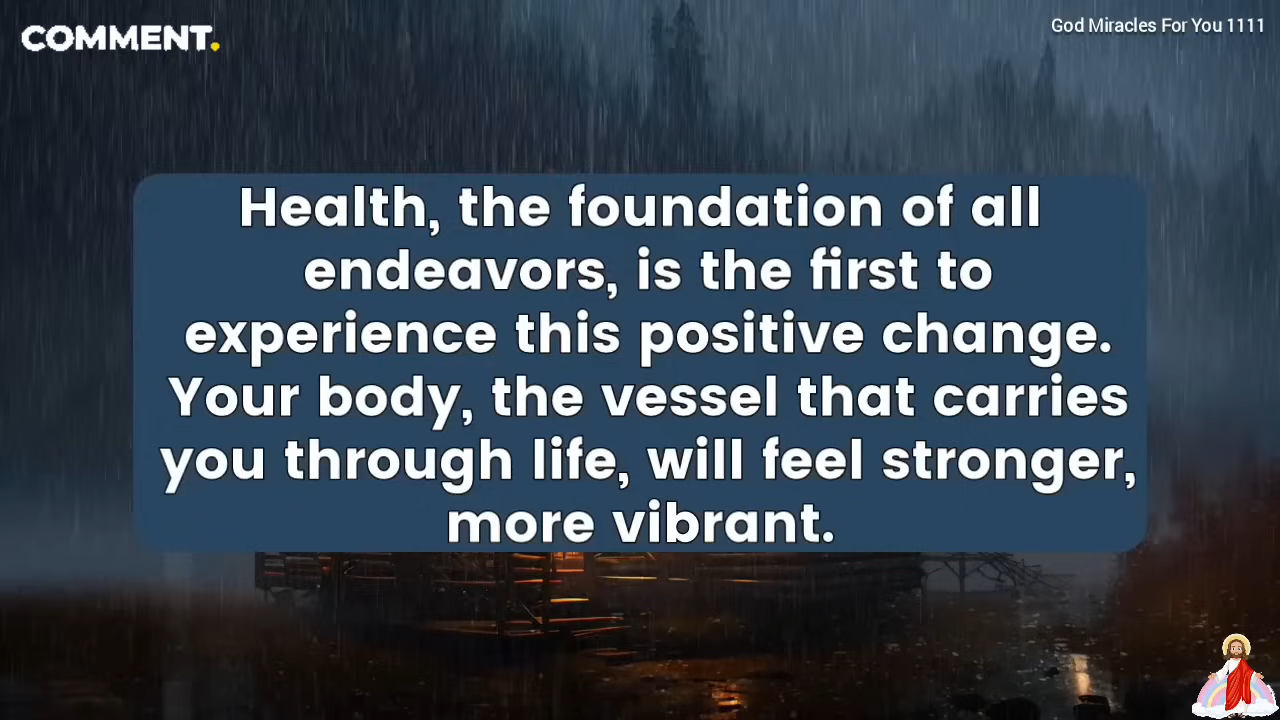 COMMENT.
God Miracles For You 1111
Health, the foundation of all
endeavors, is the first to
experience this positive change.
Your body, the vessel that carries
you through life, will feel stronger,
more vibrant.